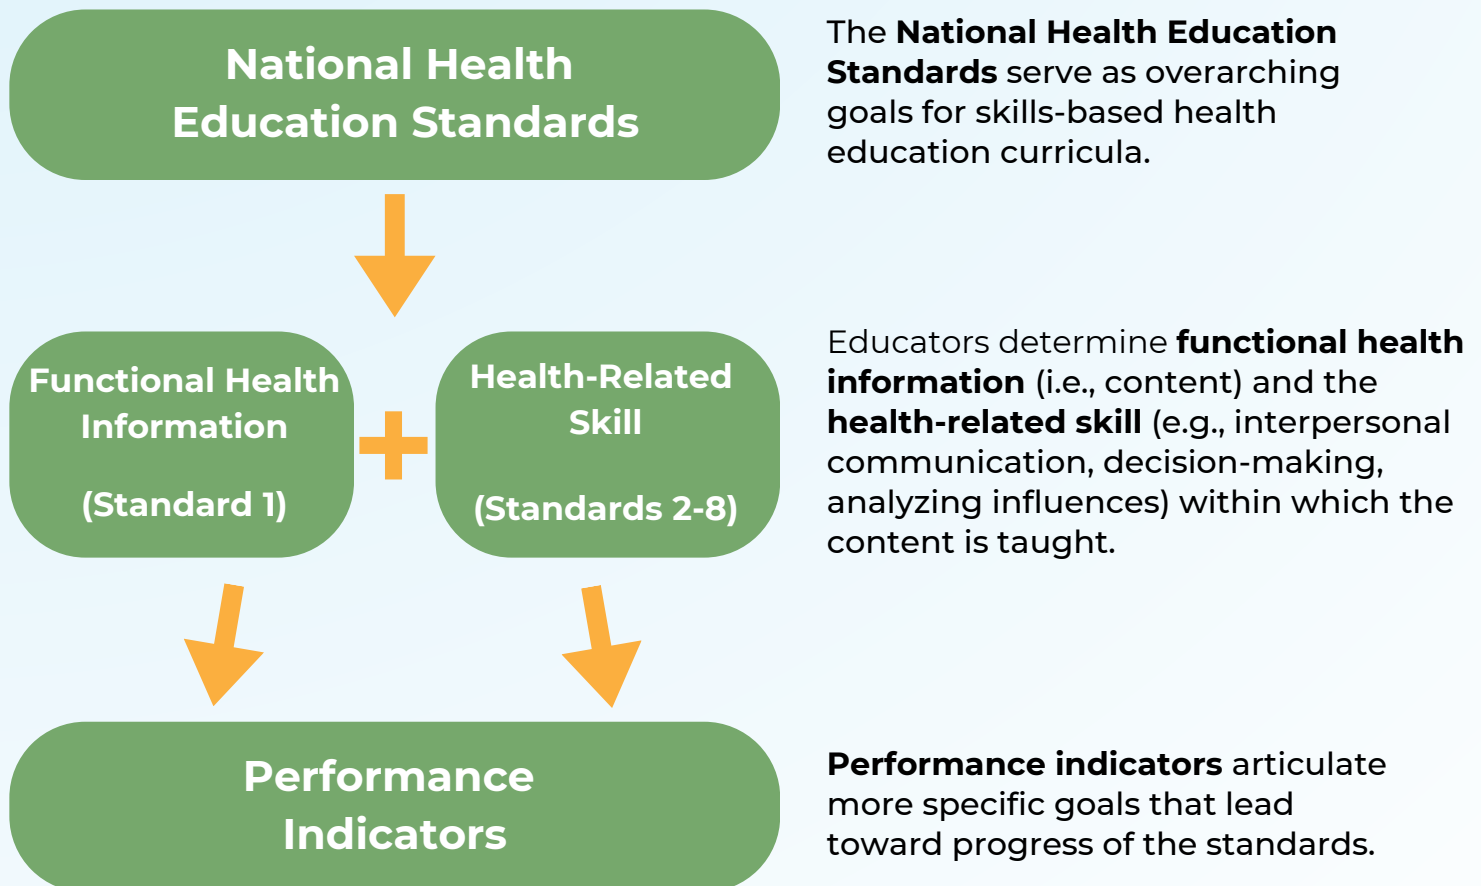 National Health
Education Standards
The National Health Education
Standards serve as overarching
goals for skills-based health
education curricula.
Functional Health
Information
(Standard 1)
+
Health-Related
Skill
(Standards 2-8)
Educators determine functional health
information (i.e., content) and the
health-related skill (e.g., interpersonal
communication, decision-making,
analyzing influences) within which the
content is taught.
Performance
Indicators
Performance indicators articulate
more specific goals that lead
toward progress of the standards.